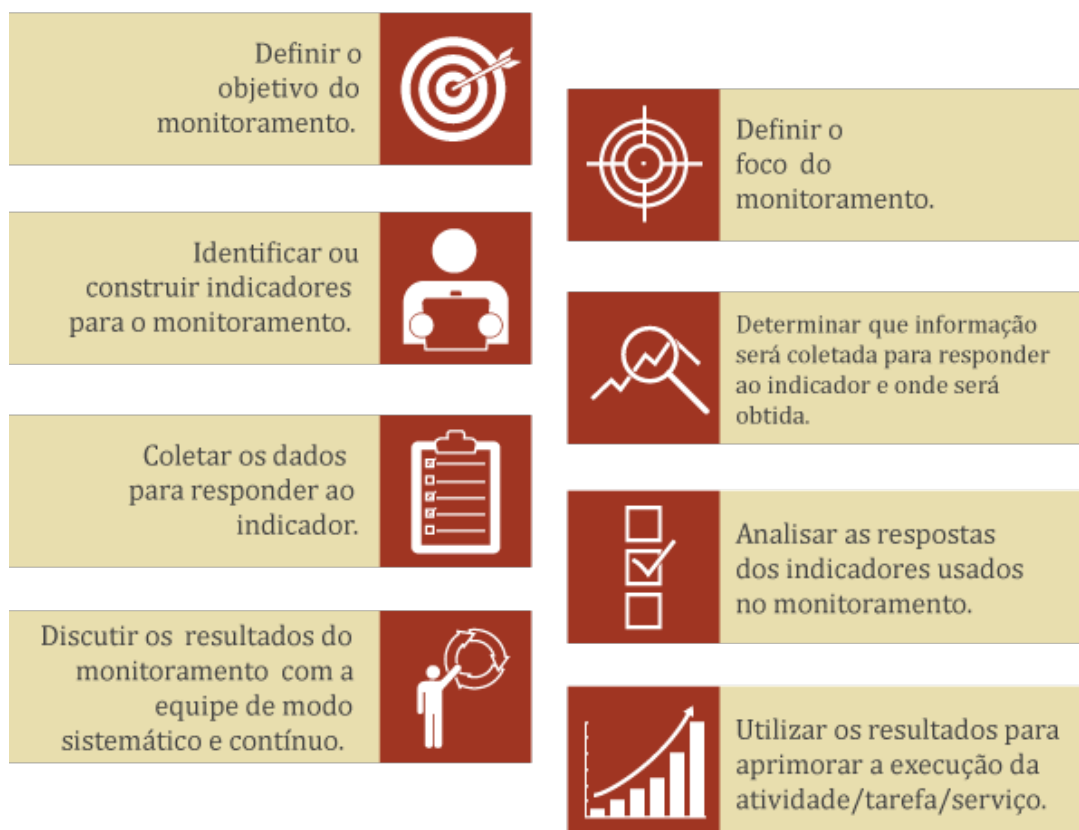 Definir o
objetivo do
monitoramento.
Definir o
foco do
monitoramento.
Identificar ou
construir indicadores
para o monitoramento.
Determinar que informação
será coletada para responder
ao indicador e onde será
obtida.
Coletar os dados
para responder ao
indicador.
Analisar as respostas
dos indicadores usados
no monitoramento.
Discutir os resultados do
monitoramento com a
equipe de modo
sistemático e contínuo.
Utilizar os resultados para
aprimorar a execução da
atividade/tarefa/serviço.